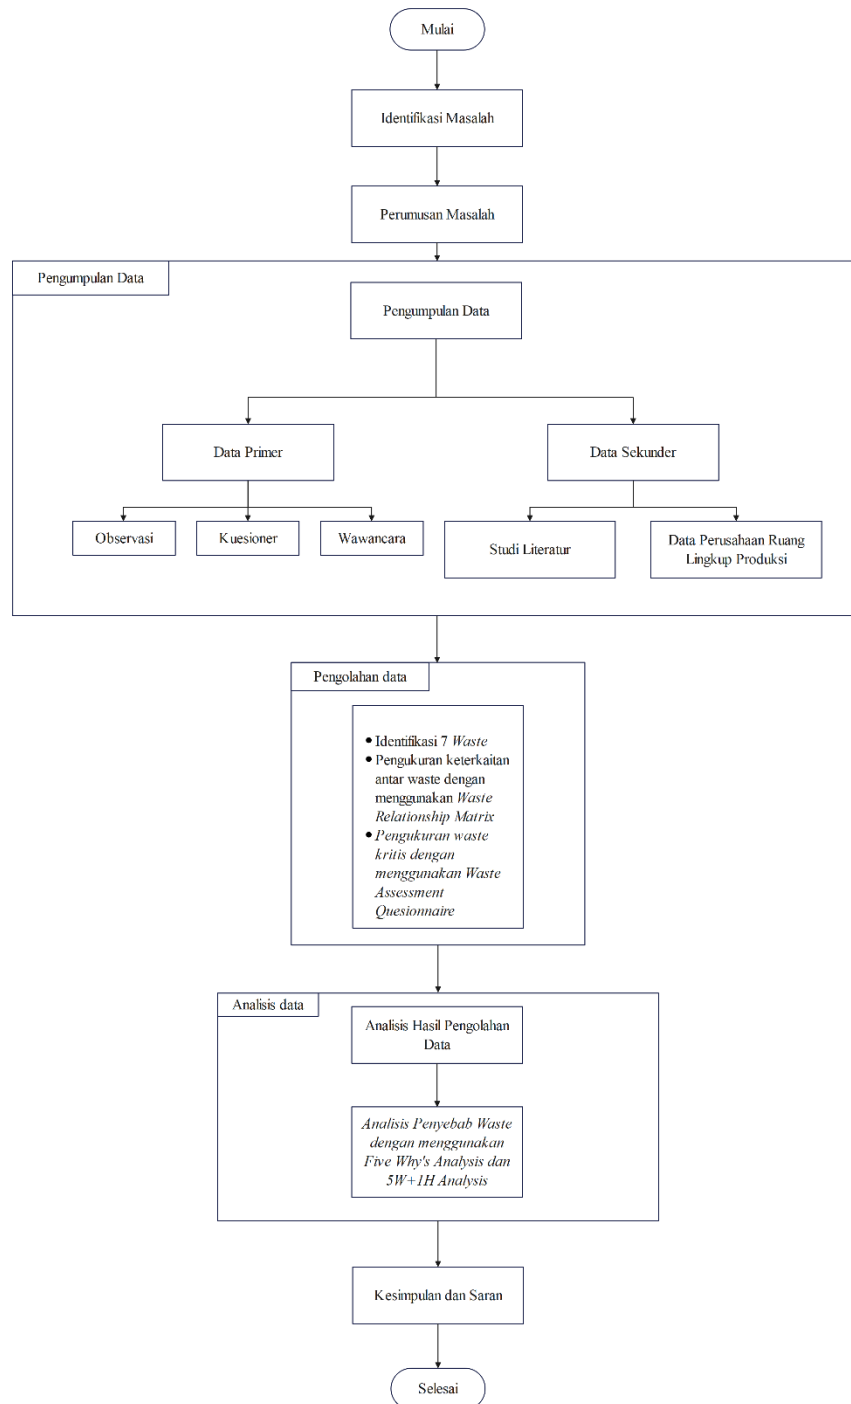 Mulai
Identifikasi Masalah
Perumusan Masalah
Pengumpulan Data
Pengumpulan Data
Data Primer
Data Sekunder
Observasi
Kuesioner
Wawancara
Studi Literatur
Data Perusahaan Ruang
Lingkup Produksi
Pengolahan data
• Identifikasi 7 Waste
• Pengukuran keterkaitan
antar waste dengan
menggunakan Waste
Relationship Matrix
• Pengukuran waste
kritis dengan
menggunakan Waste
Assessment
Quesionnaire
Analisis data
Analisis Hasil Pengolahan
Data
Analisis Penyebab Waste
dengan menggunakan
Five Why's Analysis dan
5W+1H Analysis
Kesimpulan dan Saran
Selesai